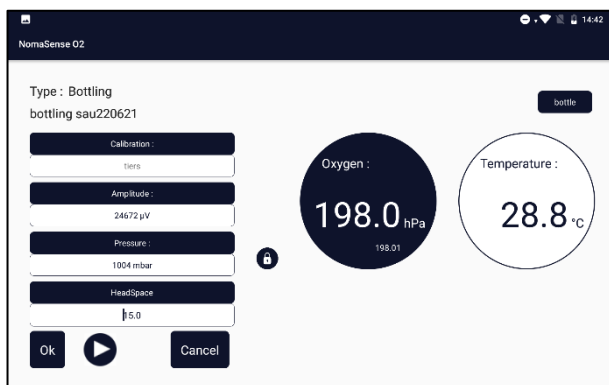 14:42
NomaSense O2
Type : Bottling
bottling sau220621
bottle
Calibration :
tiers
Amplitude :
24672 µV
Pressure :
1004 mbar
HeadSpace
15.0
Ok
Cancel
Oxygen :
198.0 hPa
198.01
Temperature :
28.8 °C